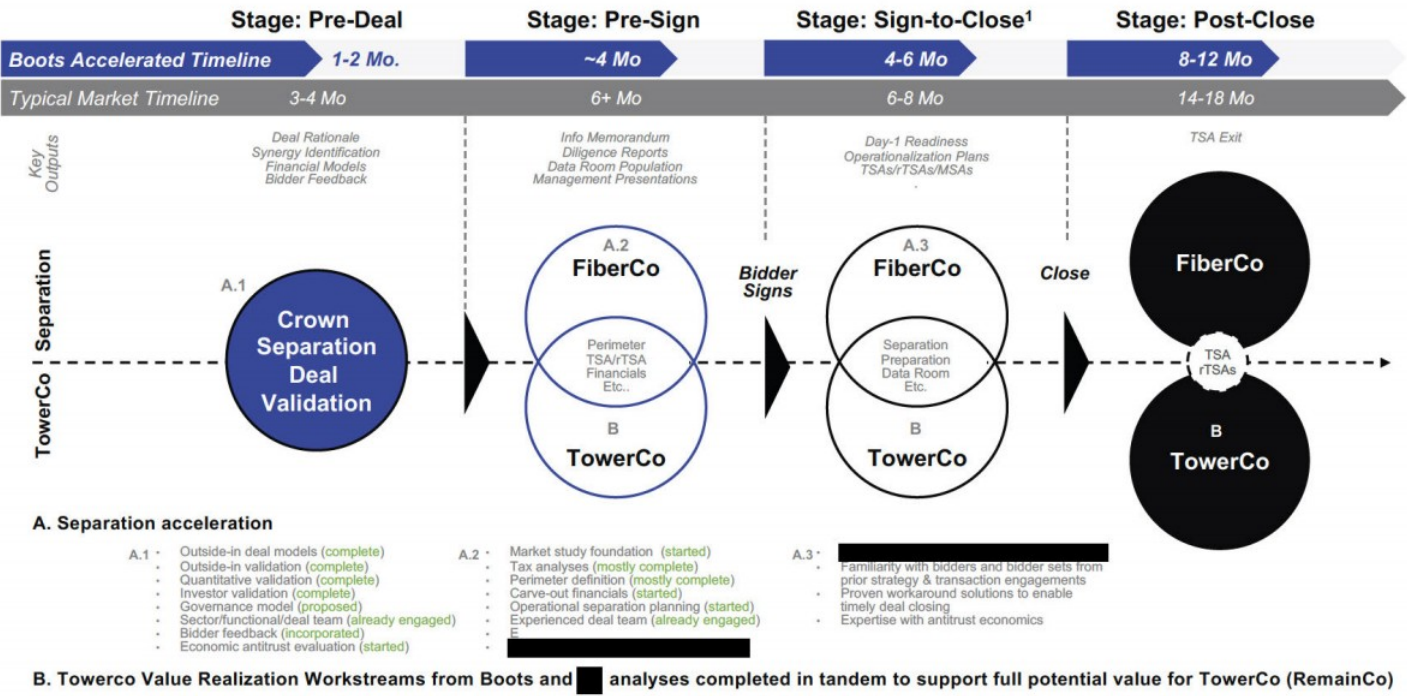 Stage: Pre-Deal
Stage: Pre-Sign
Stage: Sign-to-Close¹
Stage: Post-Close
Boots Accelerated Timeline
1-2 Mo.
~4 Mo
4-6 Mo
8-12 Mo
Typical Market Timeline
3-4 Mo
6+ Mo
6-8 Mo
14-18 Mo
Key
Outputs
Deal Rationale
Synergy Identification
Financial Models
Bidder Feedback
Info Memorandum
Diligence Reports
Data Room Population
Management Presentations
Day-1 Readiness
Operationalization Plans
TSAs/rTSAs/MSAs
.
TSA Exit
Separation
TowerCo
A.1
Crown
Separation
Deal
Validation
A.2
FiberCo
Perimeter
TSA/rTSA
Financials
Etc..
B
TowerCo
Bidder
Signs
A.3
FiberCo
Separation
Preparation
Data Room
Etc.
B
TowerCo
Close
FiberCo
TSA
rTSAs
B
TowerCo
A. Separation acceleration
A.1
· Outside-in deal models (complete)
· Outside-in validation (complete)
· Quantitative validation (complete)
· Investor validation (complete)
· Governance model (proposed)
· Sector/functional/deal team (already engaged)
· Bidder feedback (incorporated)
· Economic antitrust evaluation (started)
A.2
· Market study foundation (started)
· Tax analyses (mostly complete)
· Perimeter definition (mostly complete)
· Carve-out financials (started)
· Operational separation planning (started)
· Experienced deal team (already engaged)
· E
A.3
· Familiarity with bidders and bidder sets from
prior strategy & transaction engagements
· Proven workaround solutions to enable
timely deal closing
· Expertise with antitrust economics
B. Towerco Value Realization Workstreams from Boots and analyses completed in tandem to support full potential value for TowerCo (RemainCo)